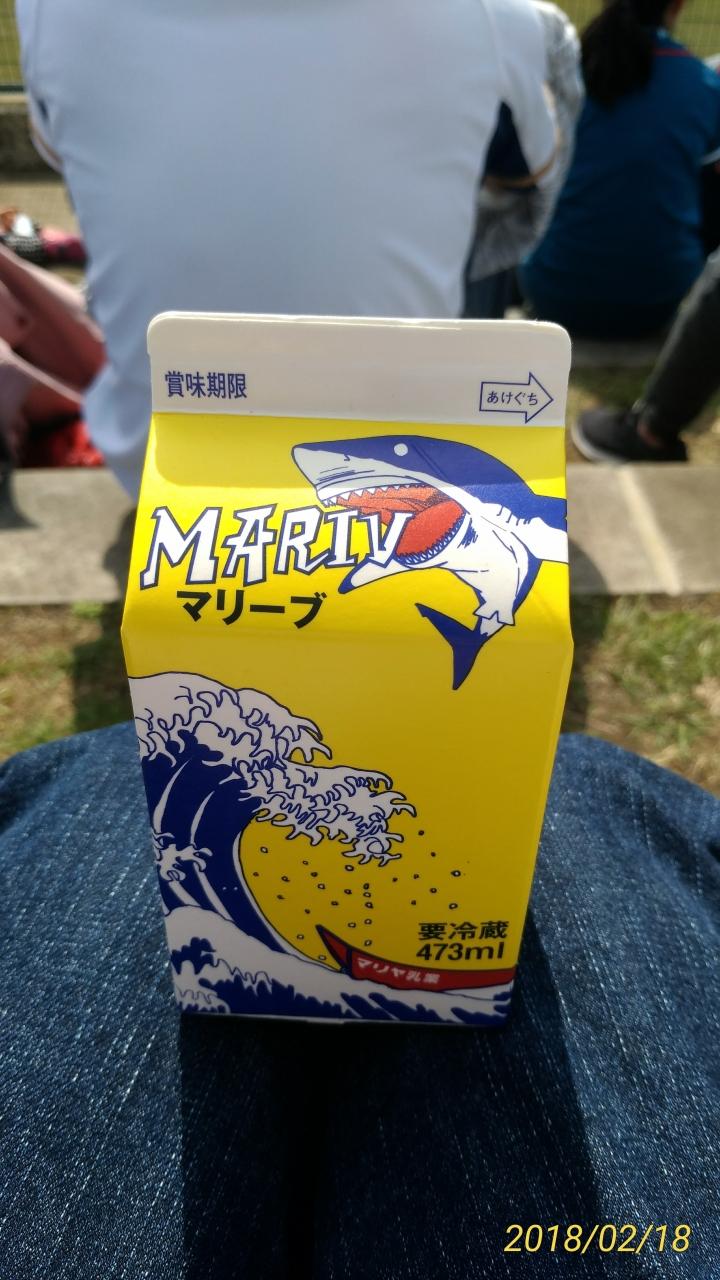 賞味期限
あけぐち
MARIV
マリーブ
要冷蔵
473ml
マリヤ乳業
2018/02/18